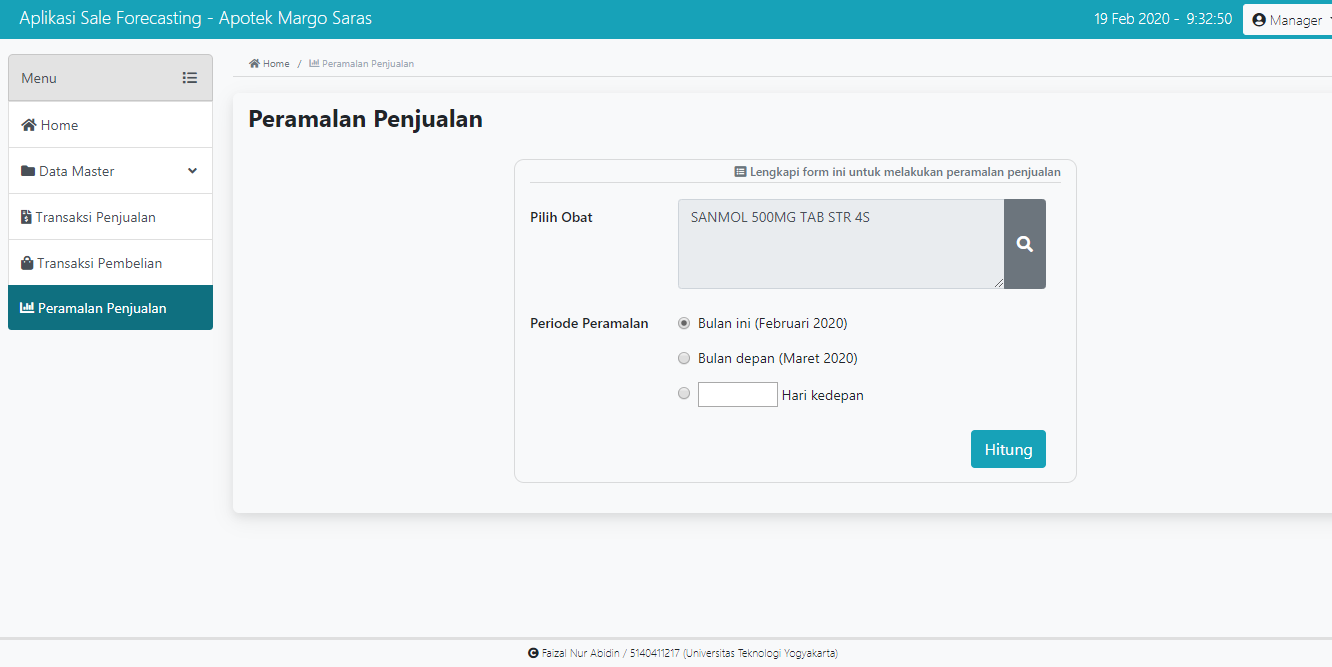 Aplikasi Sale Forecasting - Apotek Margo Saras
19 Feb 2020 - 9:32:50
Manager
Menu
Home
Data Master
Transaksi Penjualan
Transaksi Pembelian
Peramalan Penjualan
Home / Peramalan Penjualan
Peramalan Penjualan
Lengkapi form ini untuk melakukan peramalan penjualan
Pilih Obat
SANMOL 500MG TAB STR 4S
Periode Peramalan
Bulan ini (Februari 2020)
Bulan depan (Maret 2020)
Hari kedepan
Hitung
Faizal Nur Abidin / 5140411217 (Universitas Teknologi Yogyakarta)